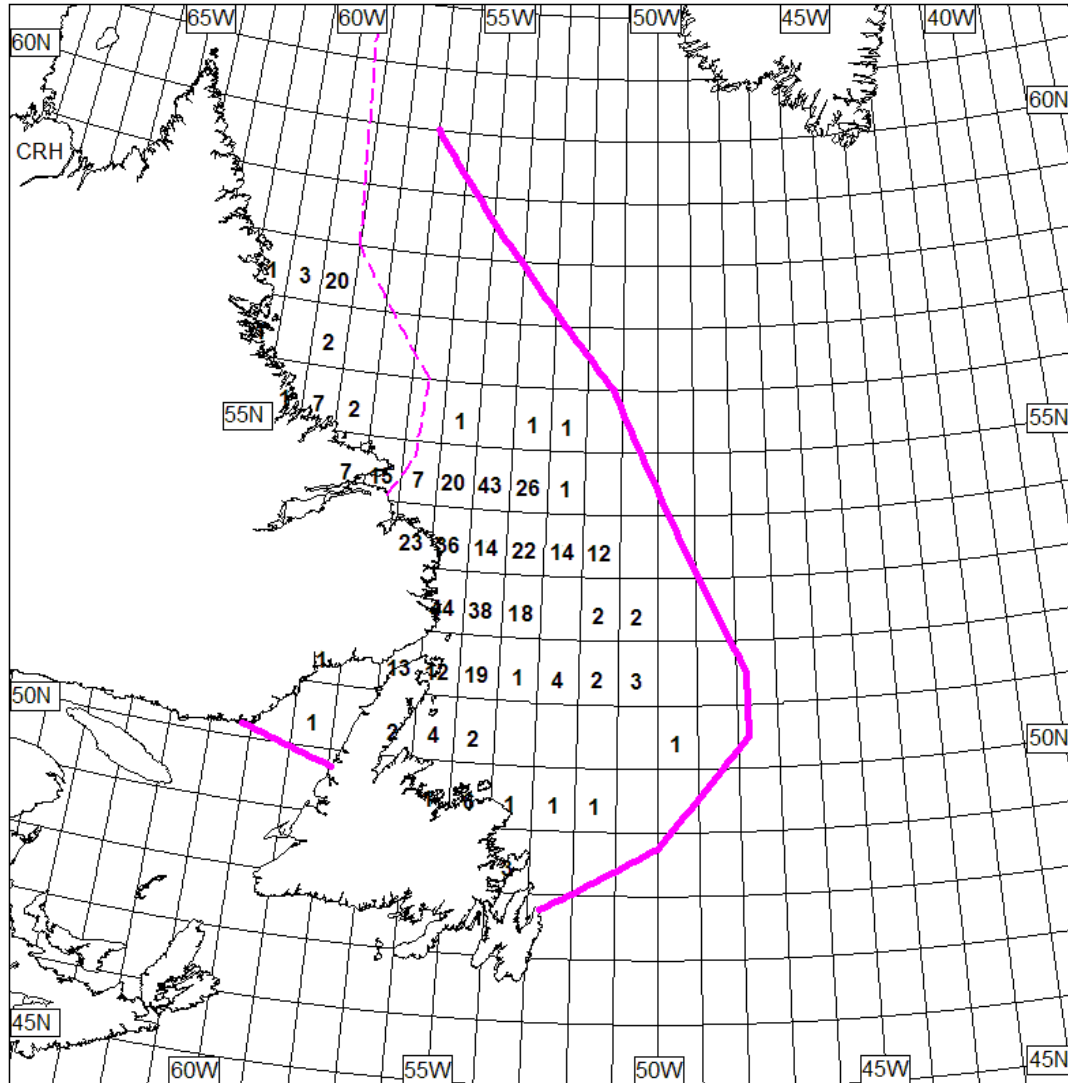 65W 60W 55W 50W 45W 40W
60N
60N
CRH
1 3 20
2
7 2
55N 1 1 1 55N
7 15 7 20 43 26 1
23 36 14 22 14 12
38 18 2 2
1 13 12 19 1 4 2 3
50N 1 2 4 2 1 50N
6 1 1 1
3
45N
45N
60W 55W 50W 45W